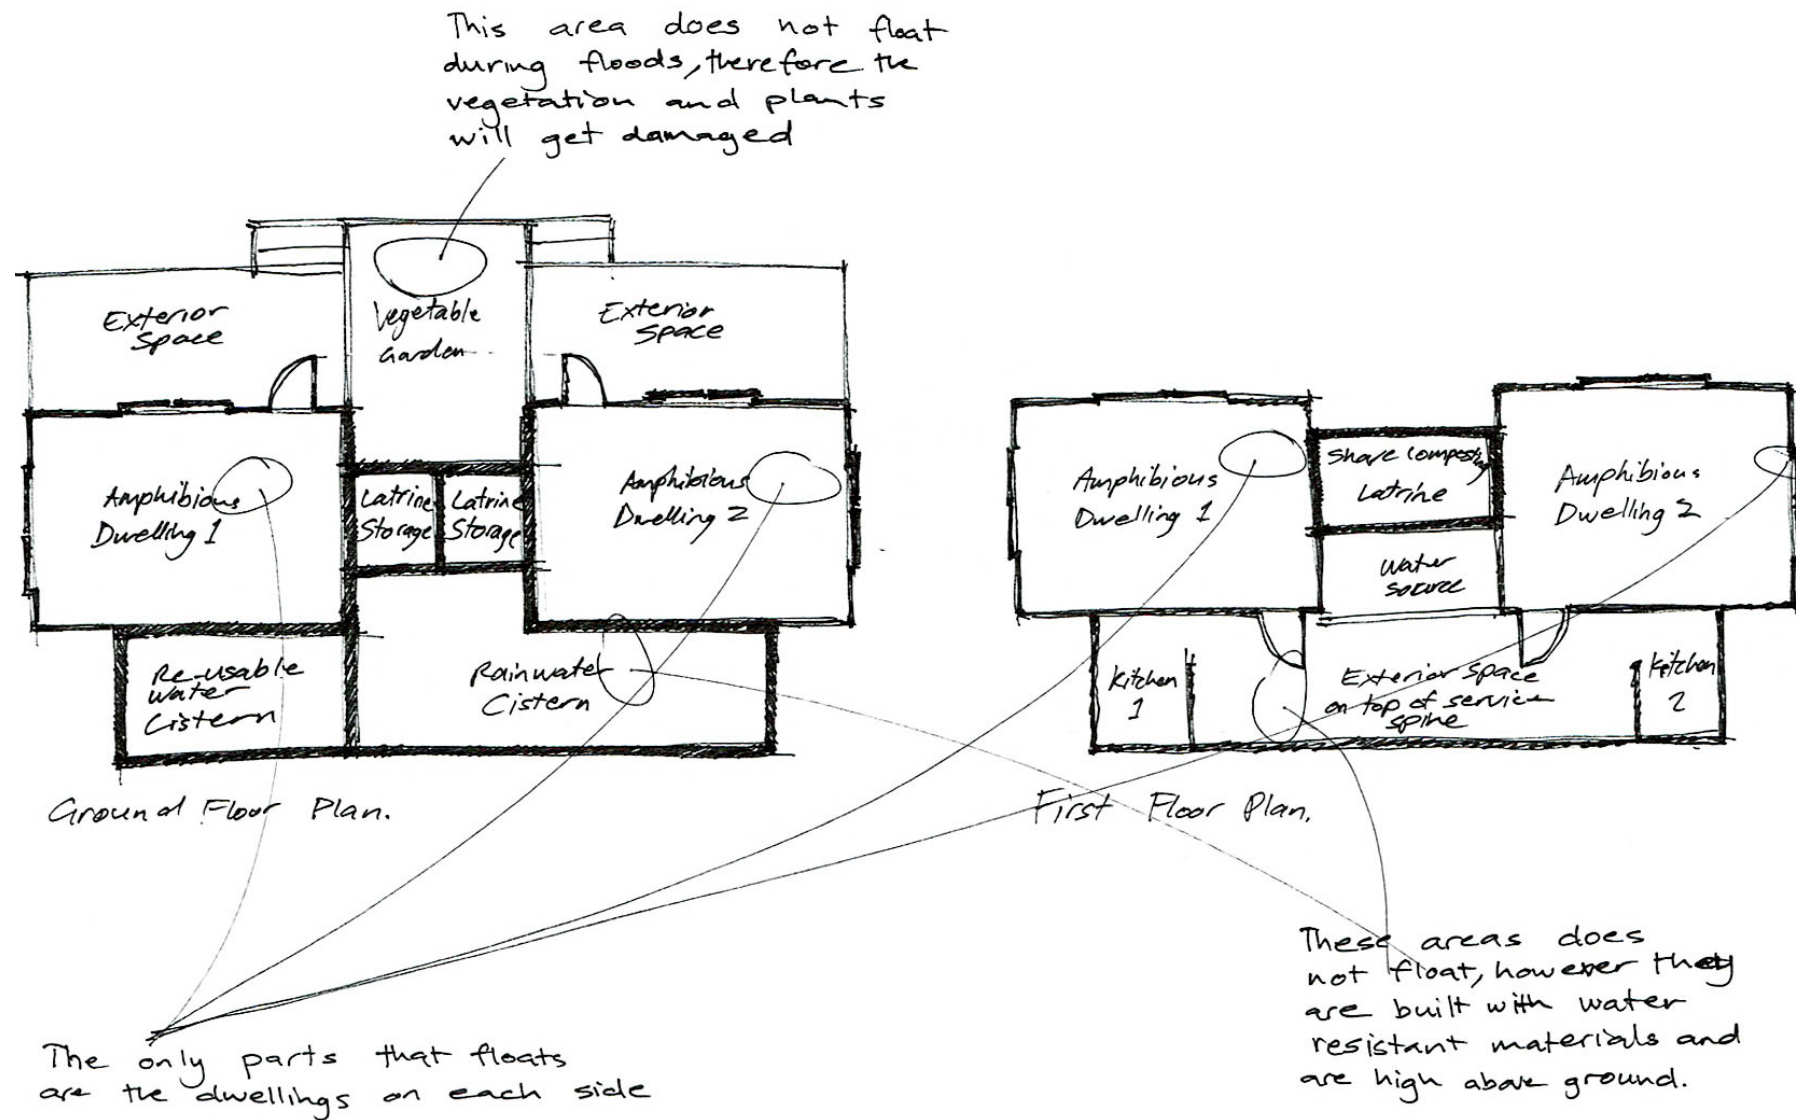 This area does not float
during floods, therefore the
vegetation and plants
will get damaged
Exterior
Space
Vegetable
Garden
Exterior
Space
Amphibious
Dwelling 1
Latrine
Storage
Latrine
Storage
Amphibious
Dwelling 2
Re-usable
water
Cistern
Rainwater
Cistern
Ground Floor Plan.
Amphibious
Dwelling 1
Share composting
Latrine
Amphibious
Dwelling 2
water
source
Kitchen
1
Exterior space
on top of service
spine
Kitchen
2
First Floor Plan.
The only parts that floats
are the dwellings on each side
These areas does
not float, however they
are built with water
resistant materials and
are high above ground.